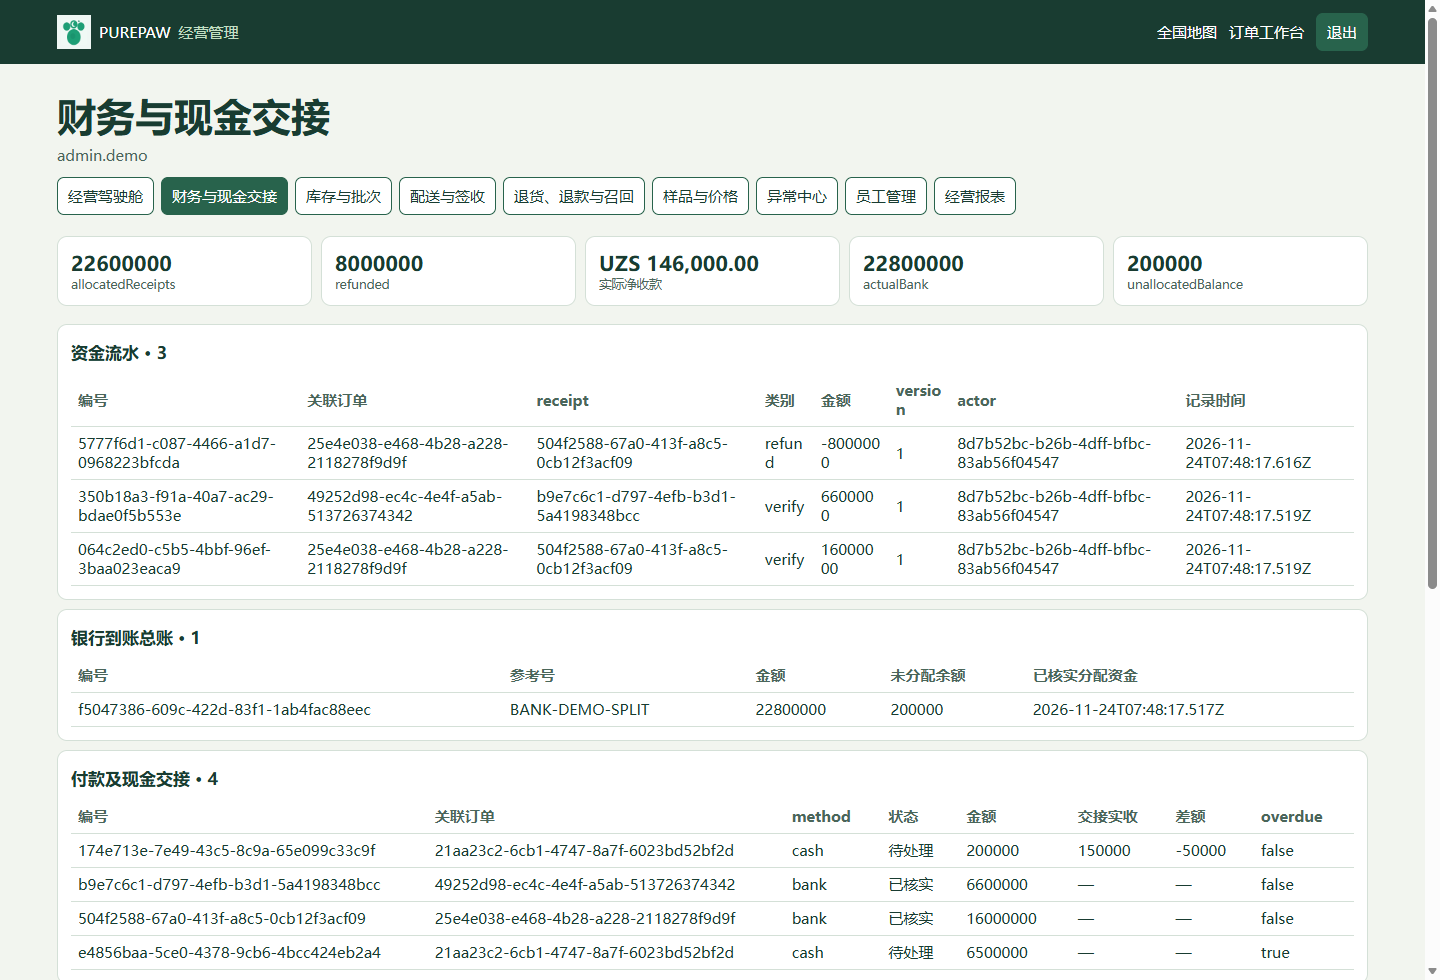 PUREPAW 经营管理
全国地图 订单工作台 退出
财务与现金交接
admin.demo
经营驾驶舱 财务与现金交接 库存与批次 配送与签收 退货、退款与召回 样品与价格 异常中心 员工管理 经营报表
22600000 8000000 UZS 146,000.00 22800000 200000
allocatedReceipts refunded 实际净收款 actualBank unallocatedBalance
资金流水 • 3
编号 关联订单 receipt 类别 金额 versio
n actor 记录时间
5777f6d1-c087-4466-a1d7- 25e4e038-e468-4b28-a228- 504f2588-67a0-413f-a8c5- refun -800000 1 8d7b52bc-b26b-4dff-bfbc- 2026-11-
0968223bfcda 2118278f9d9f 0cb12f3acf09 d 0 83ab56f04547 24T07:48:17.616Z
350b18a3-f91a-40a7-ac29- 49252d98-ec4c-4e4f-a5ab- b9e7c6c1-d797-4efb-b3d1- verify 660000 1 8d7b52bc-b26b-4dff-bfbc- 2026-11-
bdae0f5b553e 513726374342 5a4198348bcc 0 83ab56f04547 24T07:48:17.519Z
064c2ed0-c5b5-4bbf-96ef- 25e4e038-e468-4b28-a228- 504f2588-67a0-413f-a8c5- verify 160000 1 8d7b52bc-b26b-4dff-bfbc- 2026-11-
3baa023eaca9 2118278f9d9f 0cb12f3acf09 00 83ab56f04547 24T07:48:17.519Z
银行到账总账 • 1
编号 参考号 金额 未分配余额 已核实分配资金
f5047386-609c-422d-83f1-1ab4fac88eec BANK-DEMO-SPLIT 22800000 200000 2026-11-24T07:48:17.517Z
付款及现金交接 • 4
编号 关联订单 method 状态 金额 交接实收 差额 overdue
174e713e-7e49-43c5-8c9a-65e099c33c9f 21aa23c2-6cb1-4747-8a7f-6023bd52bf2d cash 待处理 200000 150000 -50000 false
b9e7c6c1-d797-4efb-b3d1-5a4198348bcc 49252d98-ec4c-4e4f-a5ab-513726374342 bank 已核实 6600000 — — false
504f2588-67a0-413f-a8c5-0cb12f3acf09 25e4e038-e468-4b28-a228-2118278f9d9f bank 已核实 16000000 — — false
e4856baa-5ce0-4378-9cb6-4bcc424eb2a4 21aa23c2-6cb1-4747-8a7f-6023bd52bf2d cash 待处理 6500000 — — true